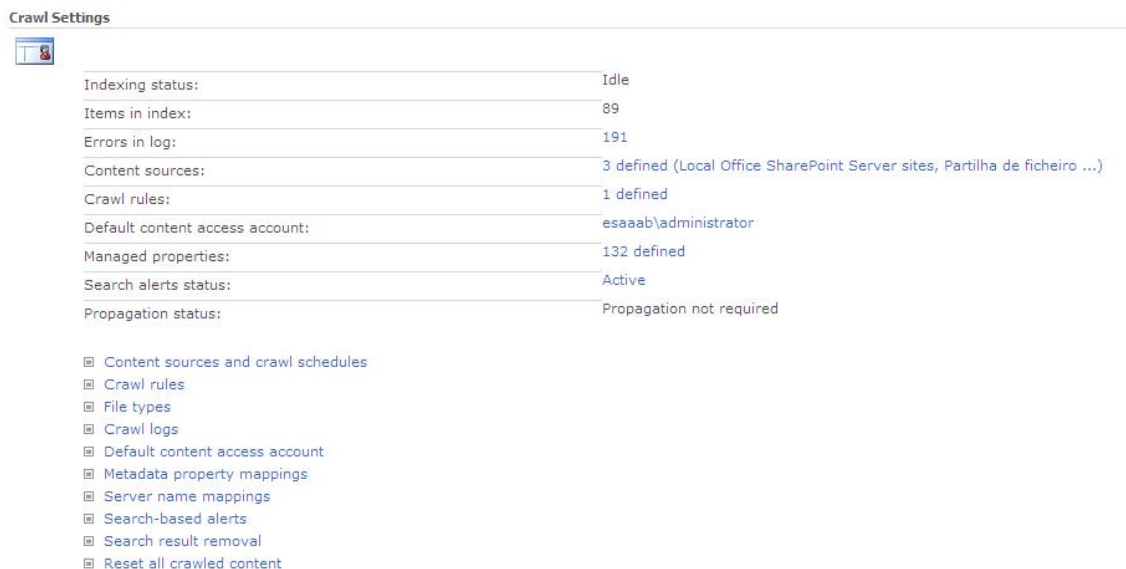 Crawl Settings
Indexing status: Idle
Items in index: 89
Errors in log: 191
Content sources: 3 defined (Local Office SharePoint Server sites, Partilha de ficheiro ...)
Crawl rules: 1 defined
Default content access account: esaaab\administrator
Managed properties: 132 defined
Search alerts status: Active
Propagation status: Propagation not required
Content sources and crawl schedules
Crawl rules
File types
Crawl logs
Default content access account
Metadata property mappings
Server name mappings
Search-based alerts
Search result removal
Reset all crawled content